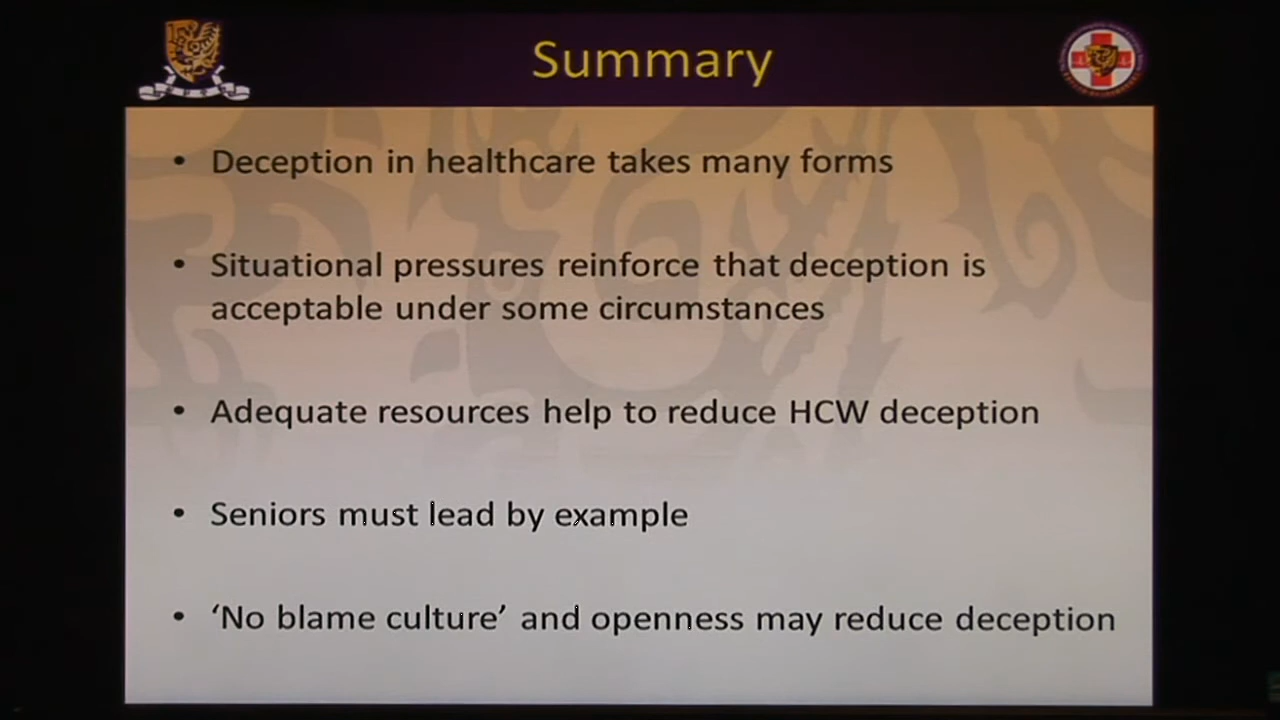 Summary
• Deception in healthcare takes many forms
• Situational pressures reinforce that deception is
acceptable under some circumstances
• Adequate resources help to reduce HCW deception
• Seniors must lead by example
• ‘No blame culture’ and openness may reduce deception